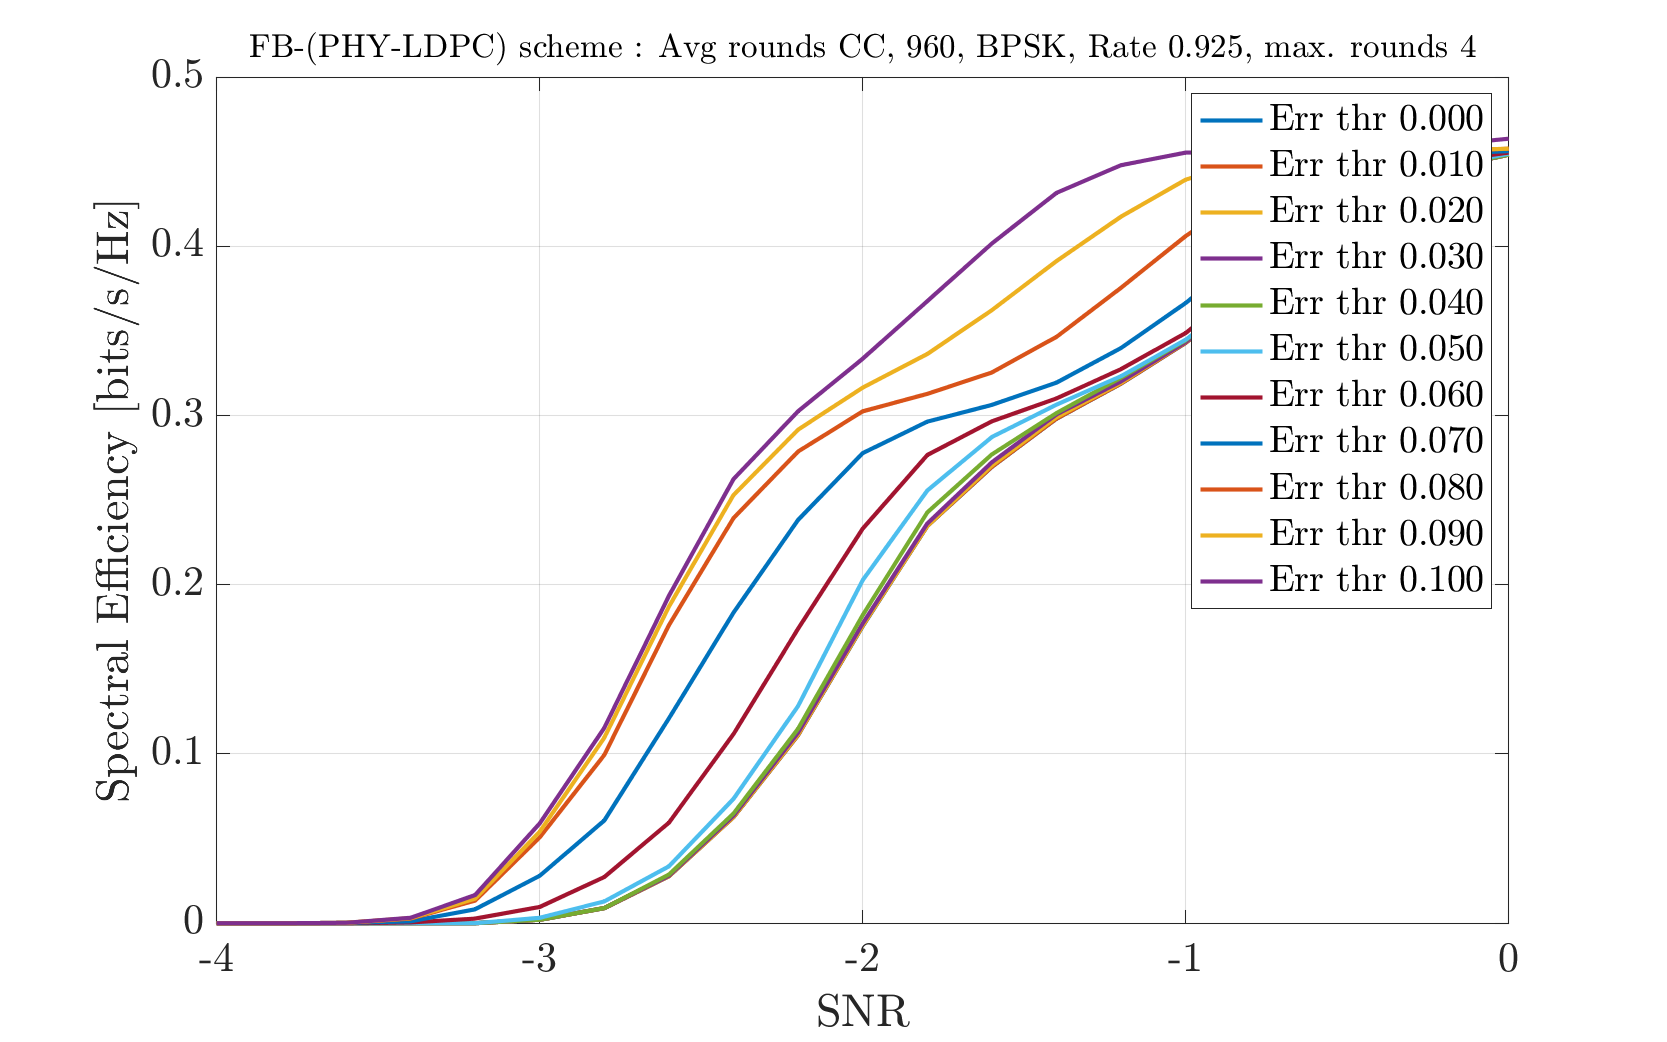 FB-(PHY-LDPC) scheme : Avg rounds CC, 960, BPSK, Rate 0.925, max. rounds 4
0.5
0.4
0.3
0.2
0.1
0
Spectral Efficiency [bits/s/Hz]
Err thr 0.000
Err thr 0.010
Err thr 0.020
Err thr 0.030
Err thr 0.040
Err thr 0.050
Err thr 0.060
Err thr 0.070
Err thr 0.080
Err thr 0.090
Err thr 0.100
-4
-3
-2
-1
0
SNR